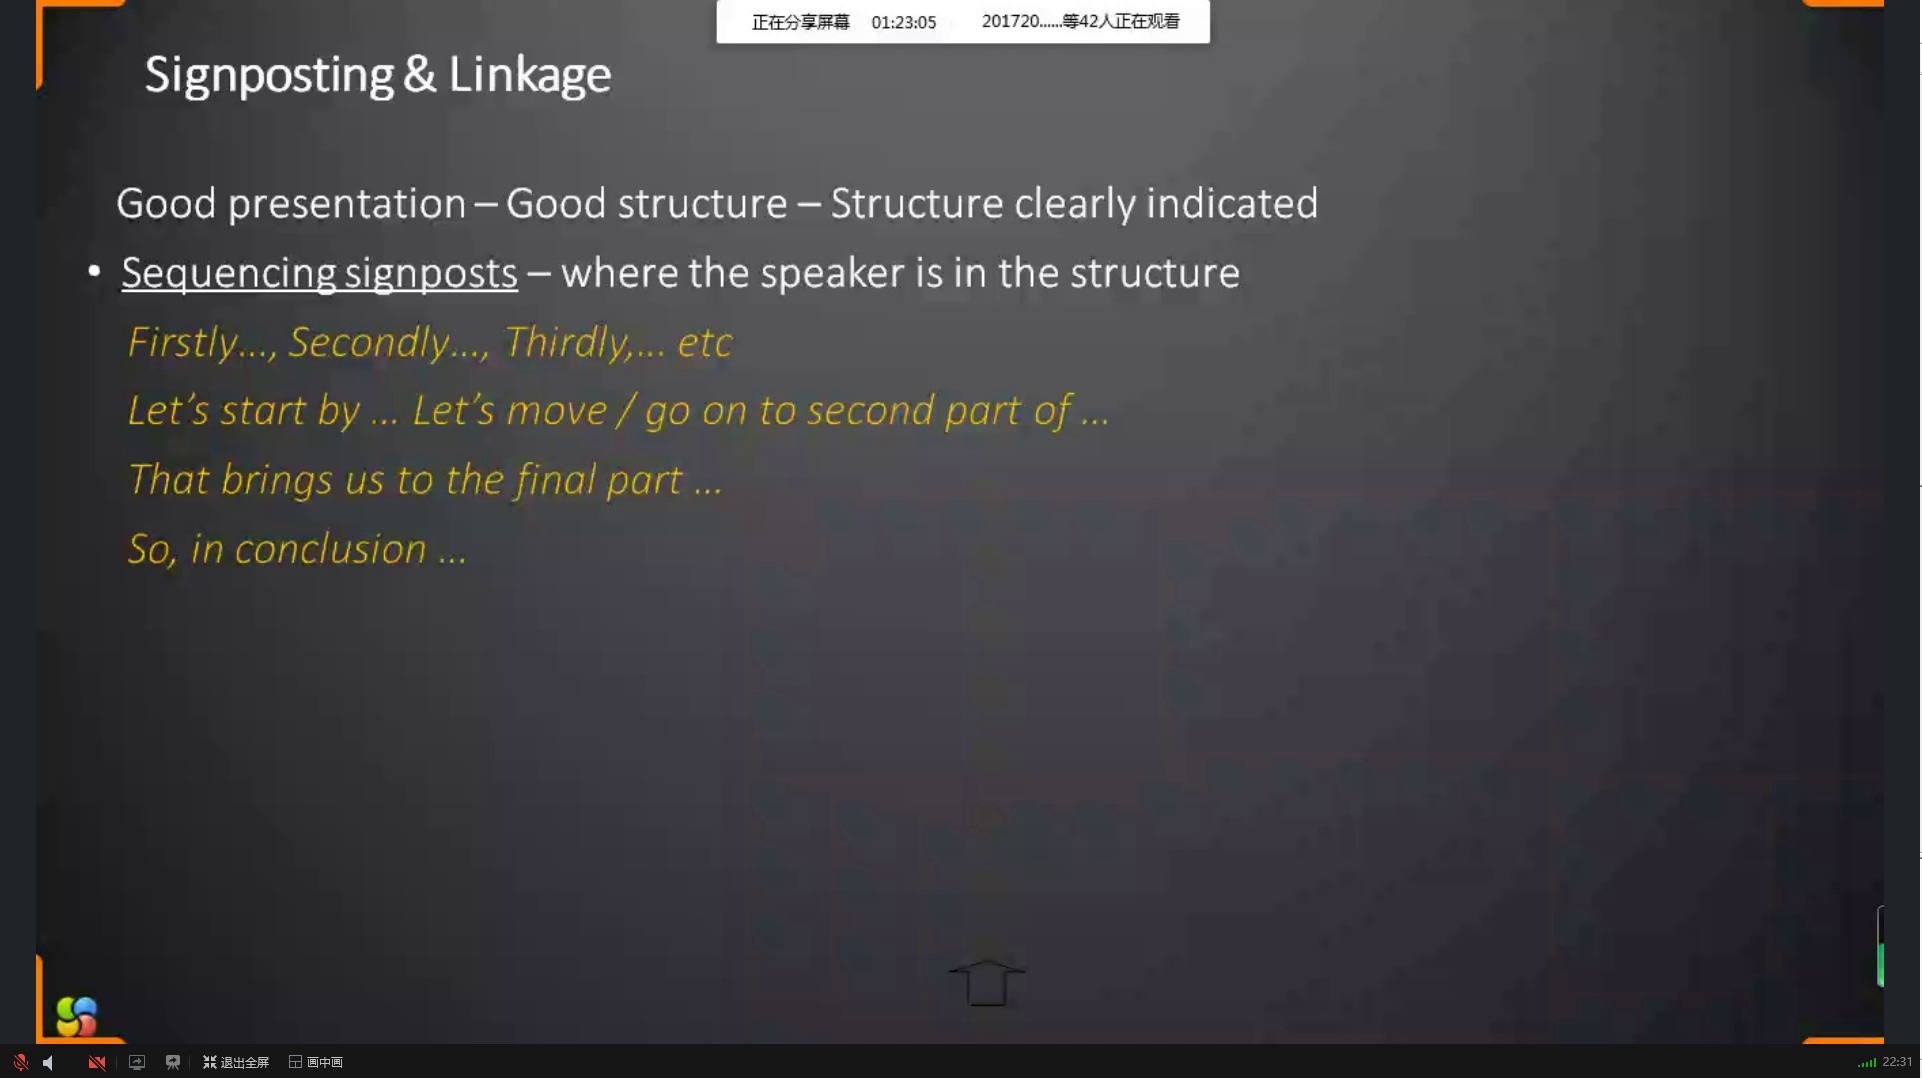 正在分享屏幕 01:23:05 201720......等42人正在观看
Signposting & Linkage
Good presentation – Good structure – Structure clearly indicated
• Sequencing signposts – where the speaker is in the structure
Firstly…, Secondly…, Thirdly,… etc
Let’s start by … Let’s move / go on to second part of …
That brings us to the final part …
So, in conclusion …
退出全屏 画中画 22:31